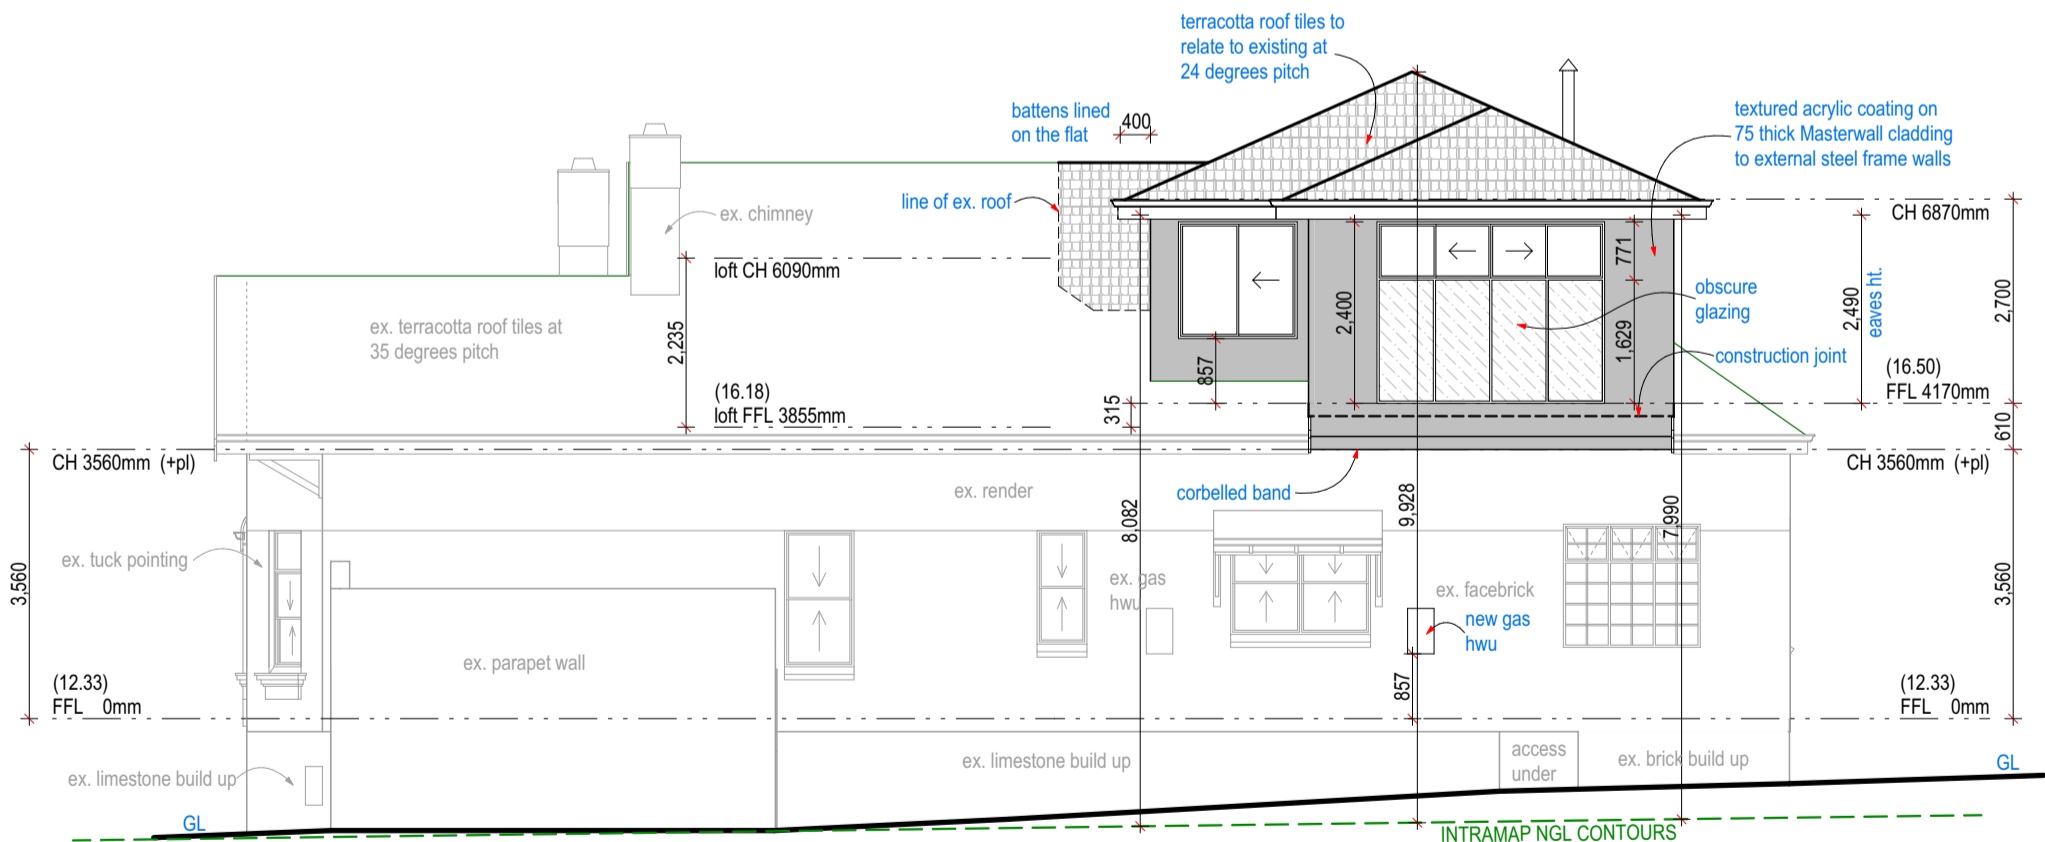 terracotta roof tiles to
relate to existing at
24 degrees pitch
battens lined
on the flat
400
textured acrylic coating on
75 thick Masterwall cladding
to external steel frame walls
line of ex. roof
ex. chimney
CH 6870mm
loft CH 6090mm
771
obscure
glazing
2,490
eaves ht.
2,700
2,400
1,629
ex. terracotta roof tiles at
35 degrees pitch
2,235
857
construction joint
(16.18)
loft FFL 3855mm
315
(16.50)
FFL 4170mm
610
CH 3560mm (+pl)
CH 3560mm (+pl)
ex. render
corbelled band
8,082
9,928
7,990
ex. tuck pointing
3,560
ex. gas
hwu
ex. facebrick
new gas
hwu
3,560
ex. parapet wall
857
(12.33)
FFL 0mm
(12.33)
FFL 0mm
ex. limestone build up
ex. limestone build up
access
under
ex. brick build up
GL
GL
INTRAMAP NGL CONTOURS